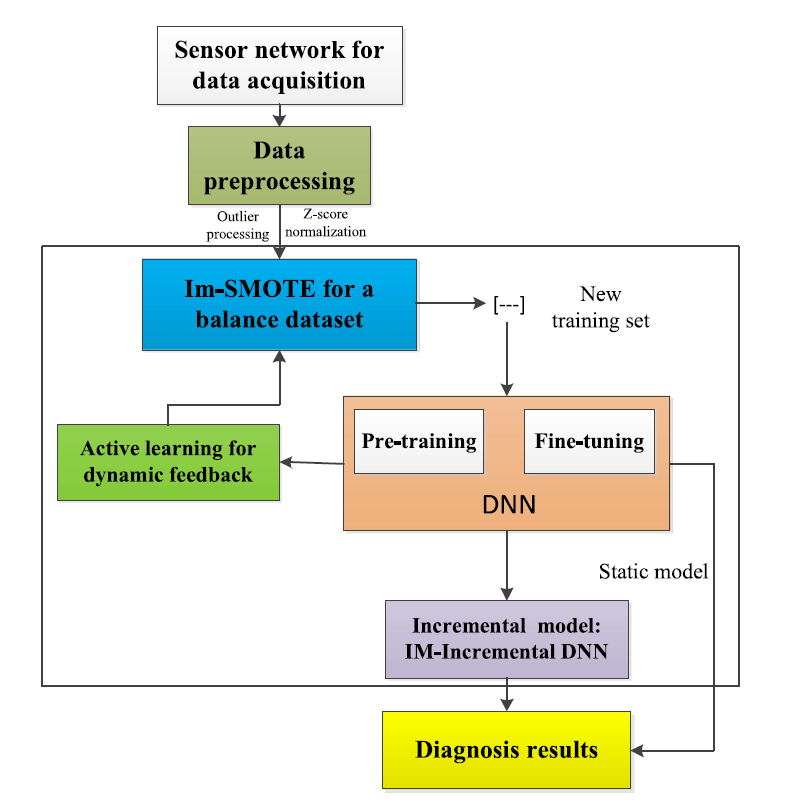 Sensor network for
data acquisition
Data
preprocessing
Outlier
processing
Z-score
normalization
Im-SMOTE for a
balance dataset
[---]
New
training set
Pre-training
Fine-tuning
DNN
Active learning for
dynamic feedback
Static model
Incremental model:
IM-Incremental DNN
Diagnosis results